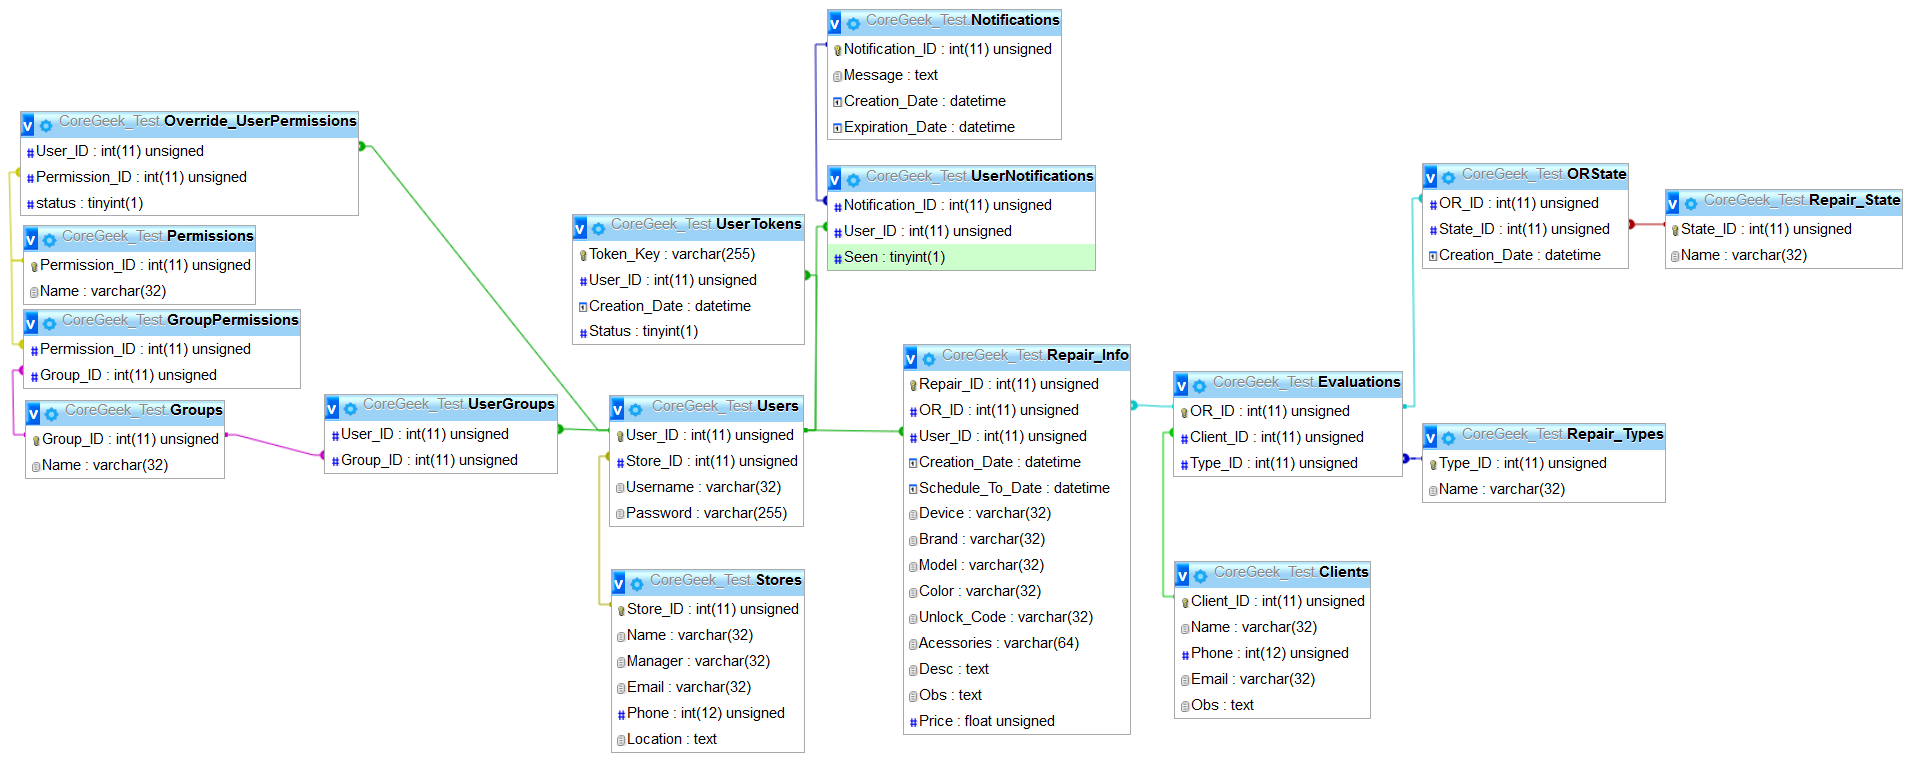 v CoreGeek_Test.Notifications
Notification_ID : int(11) unsigned
Message : text
Creation_Date : datetime
Expiration_Date : datetime
v CoreGeek_Test.Override_UserPermissions
User_ID : int(11) unsigned
Permission_ID : int(11) unsigned
status : tinyint(1)
v CoreGeek_Test.Permissions
Permission_ID : int(11) unsigned
Name : varchar(32)
v CoreGeek_Test.GroupPermissions
Permission_ID : int(11) unsigned
Group_ID : int(11) unsigned
v CoreGeek_Test.Groups
Group_ID : int(11) unsigned
Name : varchar(32)
v CoreGeek_Test.UserGroups
User_ID : int(11) unsigned
Group_ID : int(11) unsigned
v CoreGeek_Test.UserTokens
Token_Key : varchar(255)
User_ID : int(11) unsigned
Creation_Date : datetime
Status : tinyint(1)
v CoreGeek_Test.UserNotifications
Notification_ID : int(11) unsigned
User_ID : int(11) unsigned
Seen : tinyint(1)
v CoreGeek_Test.Users
User_ID : int(11) unsigned
Store_ID : int(11) unsigned
Username : varchar(32)
Password : varchar(255)
v CoreGeek_Test.Stores
Store_ID : int(11) unsigned
Name : varchar(32)
Manager : varchar(32)
Email : varchar(32)
Phone : int(12) unsigned
Location : text
v CoreGeek_Test.Repair_Info
Repair_ID : int(11) unsigned
OR_ID : int(11) unsigned
User_ID : int(11) unsigned
Creation_Date : datetime
Schedule_To_Date : datetime
Device : varchar(32)
Brand : varchar(32)
Model : varchar(32)
Color : varchar(32)
Unlock_Code : varchar(32)
Acessories : varchar(64)
Desc : text
Obs : text
Price : float unsigned
v CoreGeek_Test.Evaluations
OR_ID : int(11) unsigned
Client_ID : int(11) unsigned
Type_ID : int(11) unsigned
v CoreGeek_Test.Clients
Client_ID : int(11) unsigned
Name : varchar(32)
Phone : int(12) unsigned
Email : varchar(32)
Obs : text
v CoreGeek_Test.ORState
OR_ID : int(11) unsigned
State_ID : int(11) unsigned
Creation_Date : datetime
v CoreGeek_Test.Repair_State
State_ID : int(11) unsigned
Name : varchar(32)
v CoreGeek_Test.Repair_Types
Type_ID : int(11) unsigned
Name : varchar(32)